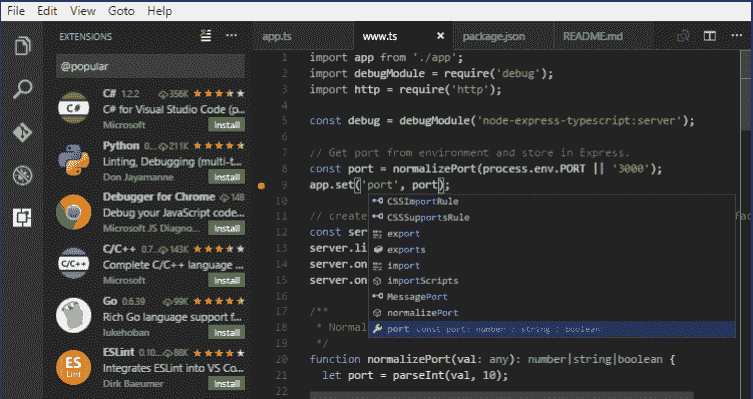 File Edit View Goto Help
EXTENSIONS
@popular
C# 1.2.2 356K
C# for Visual Studio Code (p...
Microsoft Install
Python 0... 211K
Linting, Debugging (multi-t...
Don Jayamanne Install
Debugger for Chrome 148
Debug your JavaScript code...
Microsoft JS Diagno... Install
C/C++ 0.7... 143K
Complete C/C++ language ...
Microsoft Install
Go 0.6.39 99K
Rich Go language support f...
lukehoban Install
ESLint 0.10... 88K
Integrates ESLint into VS Co...
Dirk Baeumer Install
C#
C/C++
ES
Lint
app.ts www.ts package.json README.md
1 import app from './app';
2 import debugModule = require('debug');
3 import http = require('http');
4
5 const debug = debugModule('node-express-typescript:server');
6
7 // Get port from environment and store in Express.
8 const port = normalizePort(process.env.PORT || '3000');
9 app.set('port', port);
10
11 // create
12 const ser
13 server.li
14 server.on
15 server.on
16
17 /**
18 * Normal
19 */
20 function normalizePort(val: any): number|string|boolean {
21 let port = parseInt(val, 10);
22
CSSImportRule
CSSSupportsRule
export
exports
import
importScripts
MessagePort
normalizePort
port const port: number | string | boolean